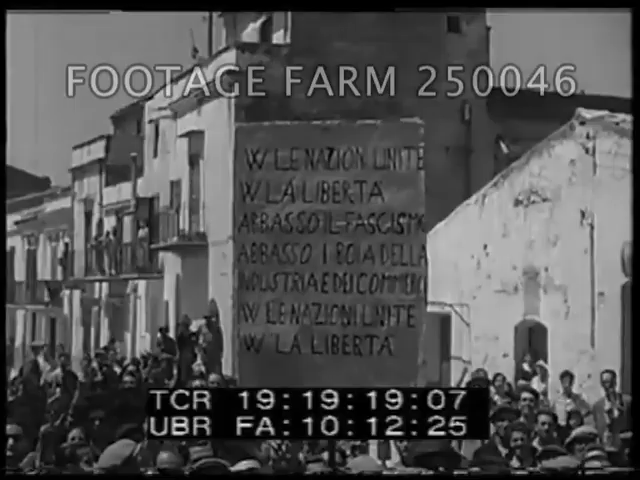 FOOTAGE FARM 250046
W LE NAZIONI UNITE
W LA LIBERTA
ABBASSO IL FASCISMO
ABBASSO I BOIA DELLA
INDUSTRIA E DEI COMMERC
W LE NAZIONI UNITE
W LA LIBERTA
TCR 19:19:19:07
UBR FA:10:12:25